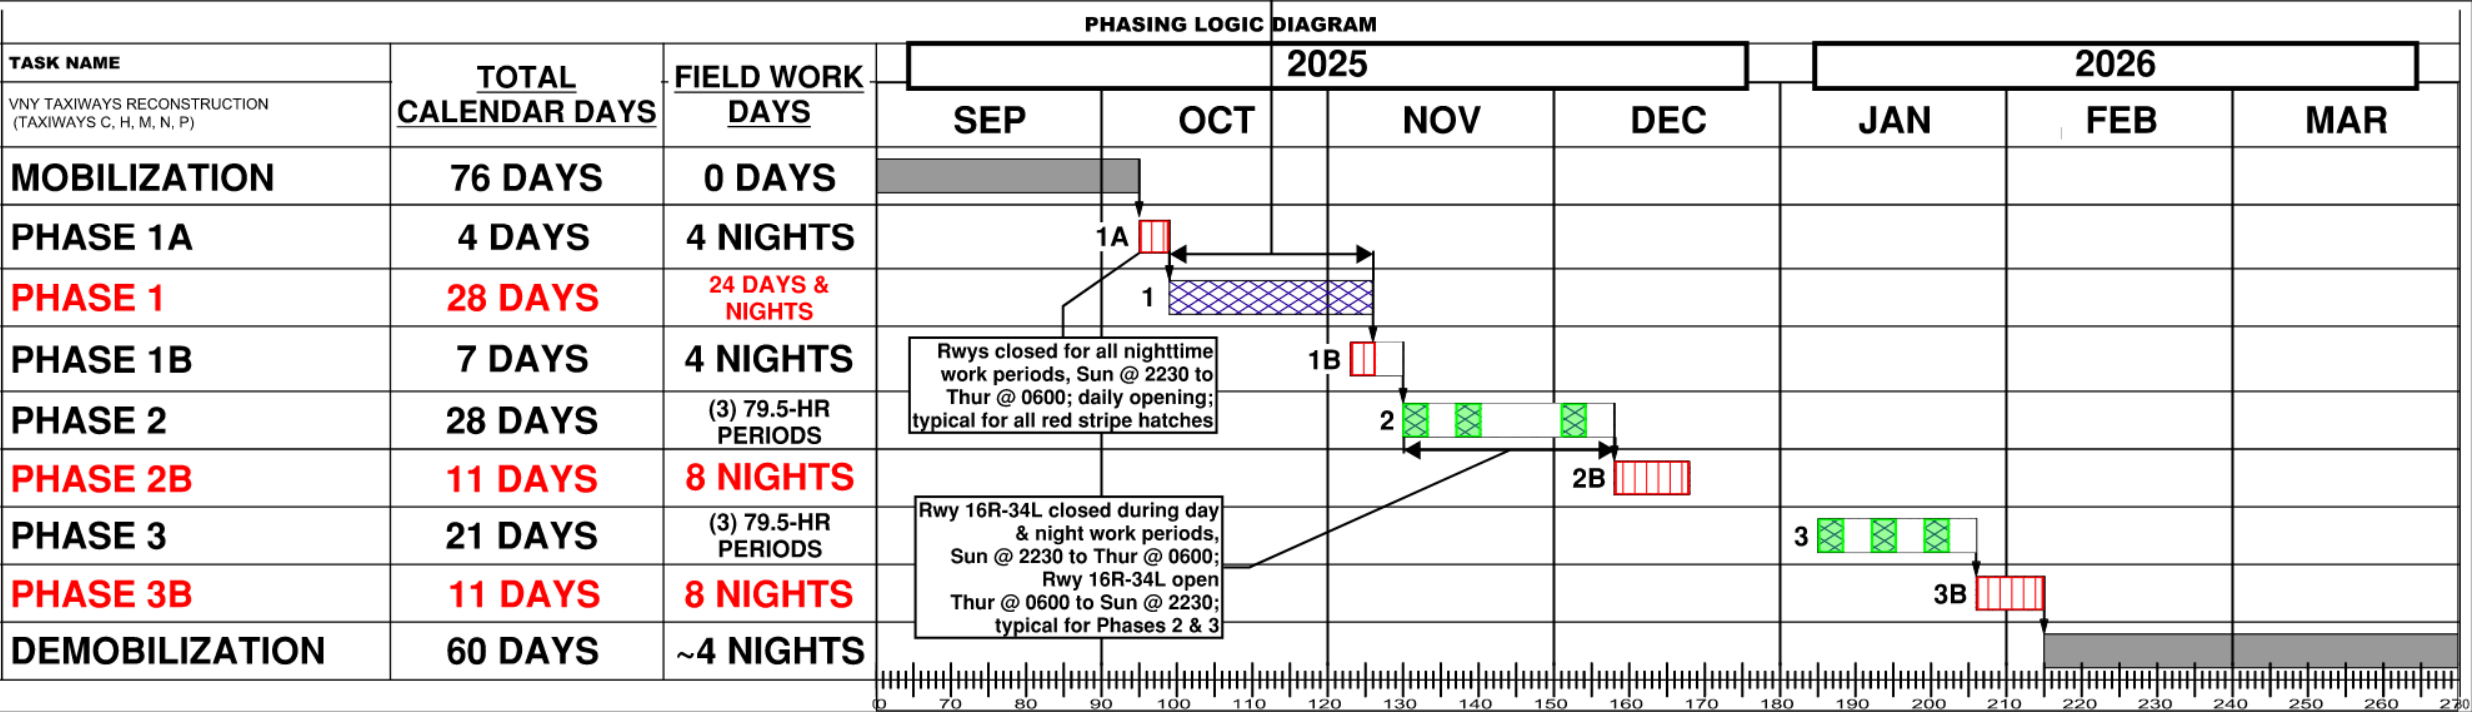 PHASING LOGIC DIAGRAM
TASK NAME
TOTAL
CALENDAR DAYS
FIELD WORK
DAYS
2025
2026
VNY TAXIWAYS RECONSTRUCTION
(TAXIWAYS C, H, M, N, P)
SEP
OCT
NOV
DEC
JAN
FEB
MAR
MOBILIZATION
76 DAYS
0 DAYS
PHASE 1A
4 DAYS
4 NIGHTS
1A
PHASE 1
28 DAYS
24 DAYS &
NIGHTS
1
PHASE 1B
7 DAYS
4 NIGHTS
1B
Rwys closed for all nighttime
work periods, Sun @ 2230 to
Thur @ 0600; daily opening;
typical for all red stripe hatches
PHASE 2
28 DAYS
(3) 79.5-HR
PERIODS
2
PHASE 2B
11 DAYS
8 NIGHTS
2B
Rwy 16R-34L closed during day
& night work periods,
Sun @ 2230 to Thur @ 0600;
Rwy 16R-34L open
Thur @ 0600 to Sun @ 2230;
typical for Phases 2 & 3
PHASE 3
21 DAYS
(3) 79.5-HR
PERIODS
3
PHASE 3B
11 DAYS
8 NIGHTS
3B
DEMOBILIZATION
60 DAYS
~4 NIGHTS
70 80 90 100 110 120 130 140 150 160 170 180 190 200 210 220 230 240 250 260